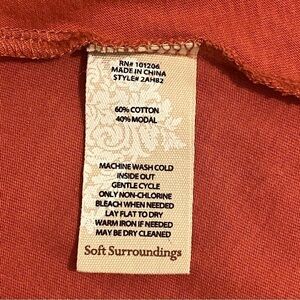 RN# 101206
MADE IN CHINA
STYLE# 2AH82
60% COTTON
40% MODAL
MACHINE WASH COLD
INSIDE OUT
GENTLE CYCLE
ONLY NON-CHLORINE
BLEACH WHEN NEEDED
LAY FLAT TO DRY
WARM IRON IF NEEDED
MAY BE DRY CLEANED
Soft Surroundings